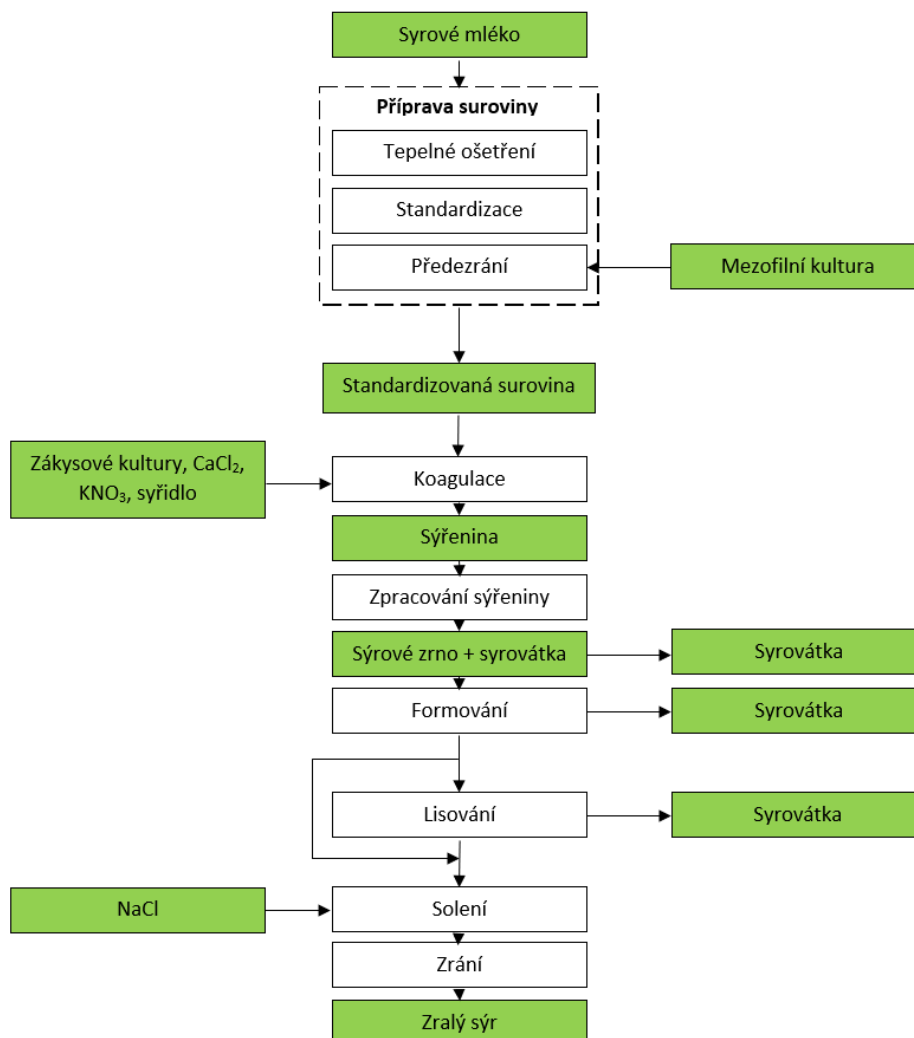 Syrové mléko
Příprava suroviny
Tepelné ošetření
Standardizace
Předezrání
Mezofilní kultura
Standardizovaná surovina
Zákysové kultury, CaCl₂,
KNO₃, syřidlo
Koagulace
Sýřenina
Zpracování sýřeniny
Sýrové zrno + syrovátka
Syrovátka
Formování
Syrovátka
Lisování
Syrovátka
NaCl
Solení
Zrání
Zralý sýr